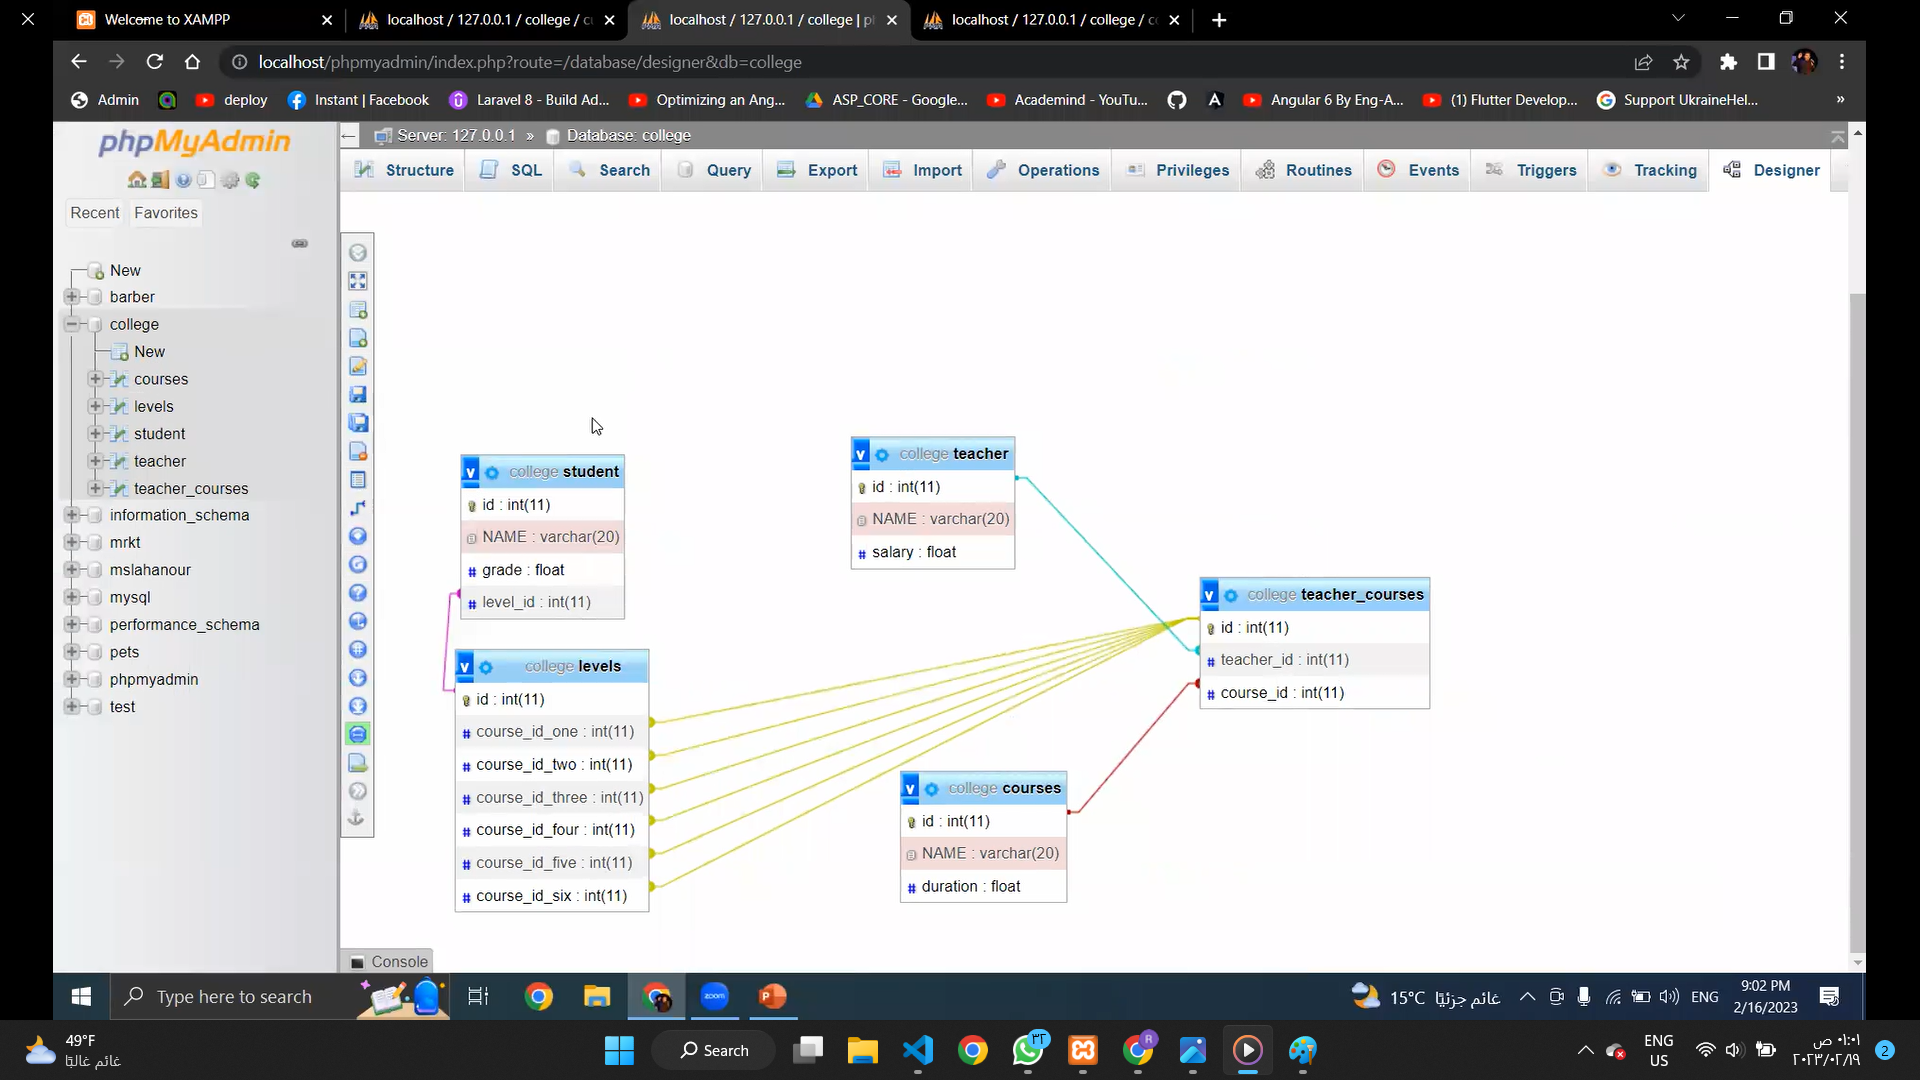 Welcome to XAMPP
localhost / 127.0.0.1 / college / cu
localhost / 127.0.0.1 / college | p
localhost / 127.0.0.1 / college / co
localhost/phpmyadmin/index.php?route=/database/designer&db=college
Admin
deploy
Instant | Facebook
Laravel 8 - Build Ad...
Optimizing an Ang...
ASP_CORE - Google...
Academind - YouTu...
Angular 6 By Eng-A...
(1) Flutter Develop...
Support UkraineHel...
»
phpMyAdmin
Recent
Favorites
New
barber
college
New
courses
levels
student
teacher
teacher_courses
information_schema
mrkt
mslahanour
mysql
performance_schema
pets
phpmyadmin
test
Server: 127.0.0.1 » Database: college
Structure
SQL
Search
Query
Export
Import
Operations
Privileges
Routines
Events
Triggers
Tracking
Designer
v college student
id : int(11)
NAME : varchar(20)
# grade : float
# level_id : int(11)
v college levels
id : int(11)
# course_id_one : int(11)
# course_id_two : int(11)
# course_id_three : int(11)
# course_id_four : int(11)
# course_id_five : int(11)
# course_id_six : int(11)
v college teacher
id : int(11)
NAME : varchar(20)
# salary : float
v college teacher_courses
id : int(11)
# teacher_id : int(11)
# course_id : int(11)
v college courses
id : int(11)
NAME : varchar(20)
# duration : float
Console
Type here to search
zoom
P
15°C غائم جزئيًا
ENG
9:02 PM
2/16/2023
49°F
غائم غالبًا
Search
٣٢
R
ENG
US
٠١:٠١ ص
٢٠٢٣/٠٢/١٩
2